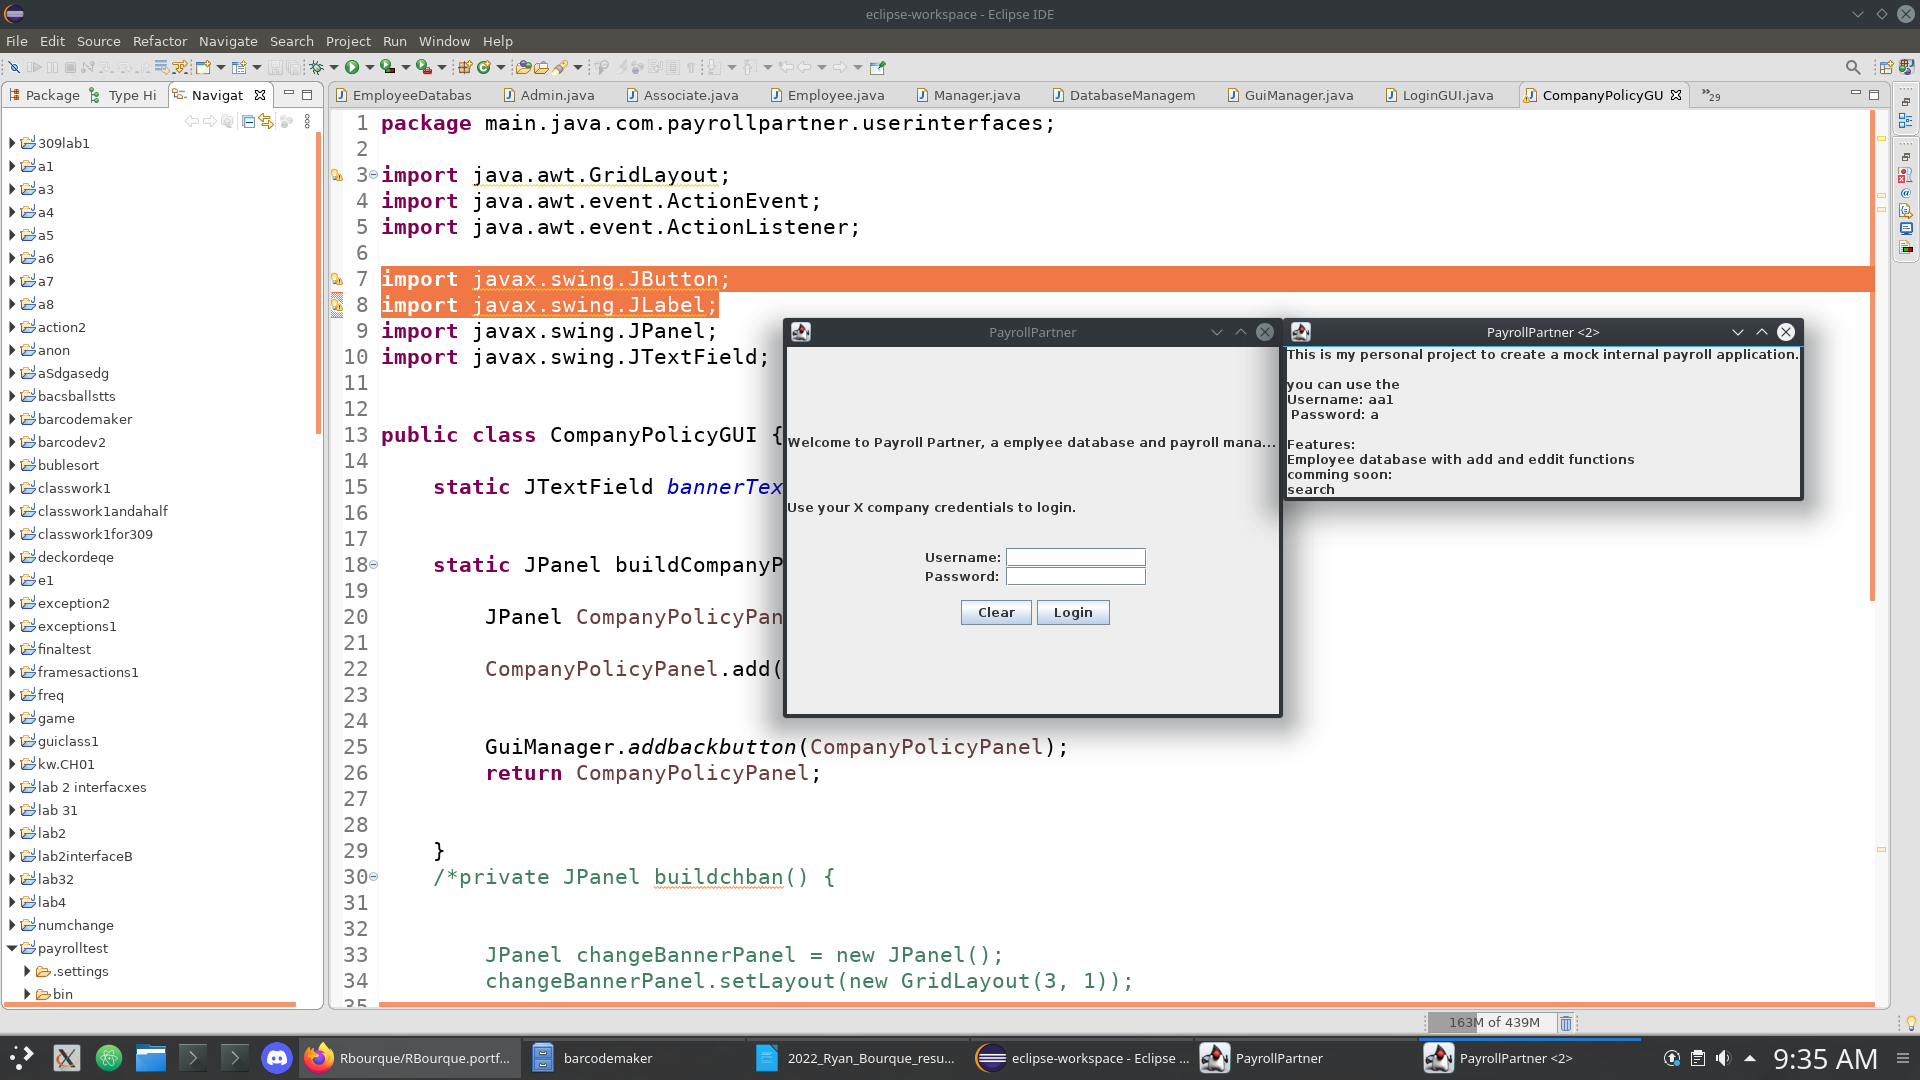 eclipse-workspace - Eclipse IDE
File Edit Source Refactor Navigate Search Project Run Window Help
Package Type Hi Navigat
EmployeeDatabas Admin.java Associate.java Employee.java Manager.java DatabaseManagem GuiManager.java LoginGUI.java CompanyPolicyGU »29
309lab1
a1
a3
a4
a5
a6
a7
a8
action2
anon
aSdgasedg
bacsballstts
barcodemaker
barcodev2
bublesort
classwork1
classwork1andahalf
classwork1for309
deckordeqe
e1
exception2
exceptions1
finaltest
framesactions1
freq
game
guiclass1
kw.CH01
lab 2 interfacxes
lab 31
lab2
lab2interfaceB
lab32
lab4
numchange
payrolltest
.settings
bin
1 package main.java.com.payrollpartner.userinterfaces;
2
3 import java.awt.GridLayout;
4 import java.awt.event.ActionEvent;
5 import java.awt.event.ActionListener;
6
7 import javax.swing.JButton;
8 import javax.swing.JLabel;
9 import javax.swing.JPanel;
10 import javax.swing.JTextField;
11
12
13 public class CompanyPolicyGUI {
14
15 static JTextField bannerTex
16
17
18 static JPanel buildCompanyP
19
20 JPanel CompanyPolicyPan
21
22 CompanyPolicyPanel.add(
23
24
25 GuiManager.addbackbutton(CompanyPolicyPanel);
26 return CompanyPolicyPanel;
27
28
29 }
30 /*private JPanel buildchban() {
31
32
33 JPanel changeBannerPanel = new JPanel();
34 changeBannerPanel.setLayout(new GridLayout(3, 1));
35
PayrollPartner
Welcome to Payroll Partner, a emplyee database and payroll mana...
Use your X company credentials to login.
Username:
Password:
Clear Login
PayrollPartner <2>
This is my personal project to create a mock internal payroll application.
you can use the
Username: aa1
Password: a
Features:
Employee database with add and eddit functions
comming soon:
search
163M of 439M
Rbourque/RBourque.portf... barcodemaker 2022_Ryan_Bourque_resu... eclipse-workspace - Eclipse ... PayrollPartner PayrollPartner <2> 9:35 AM